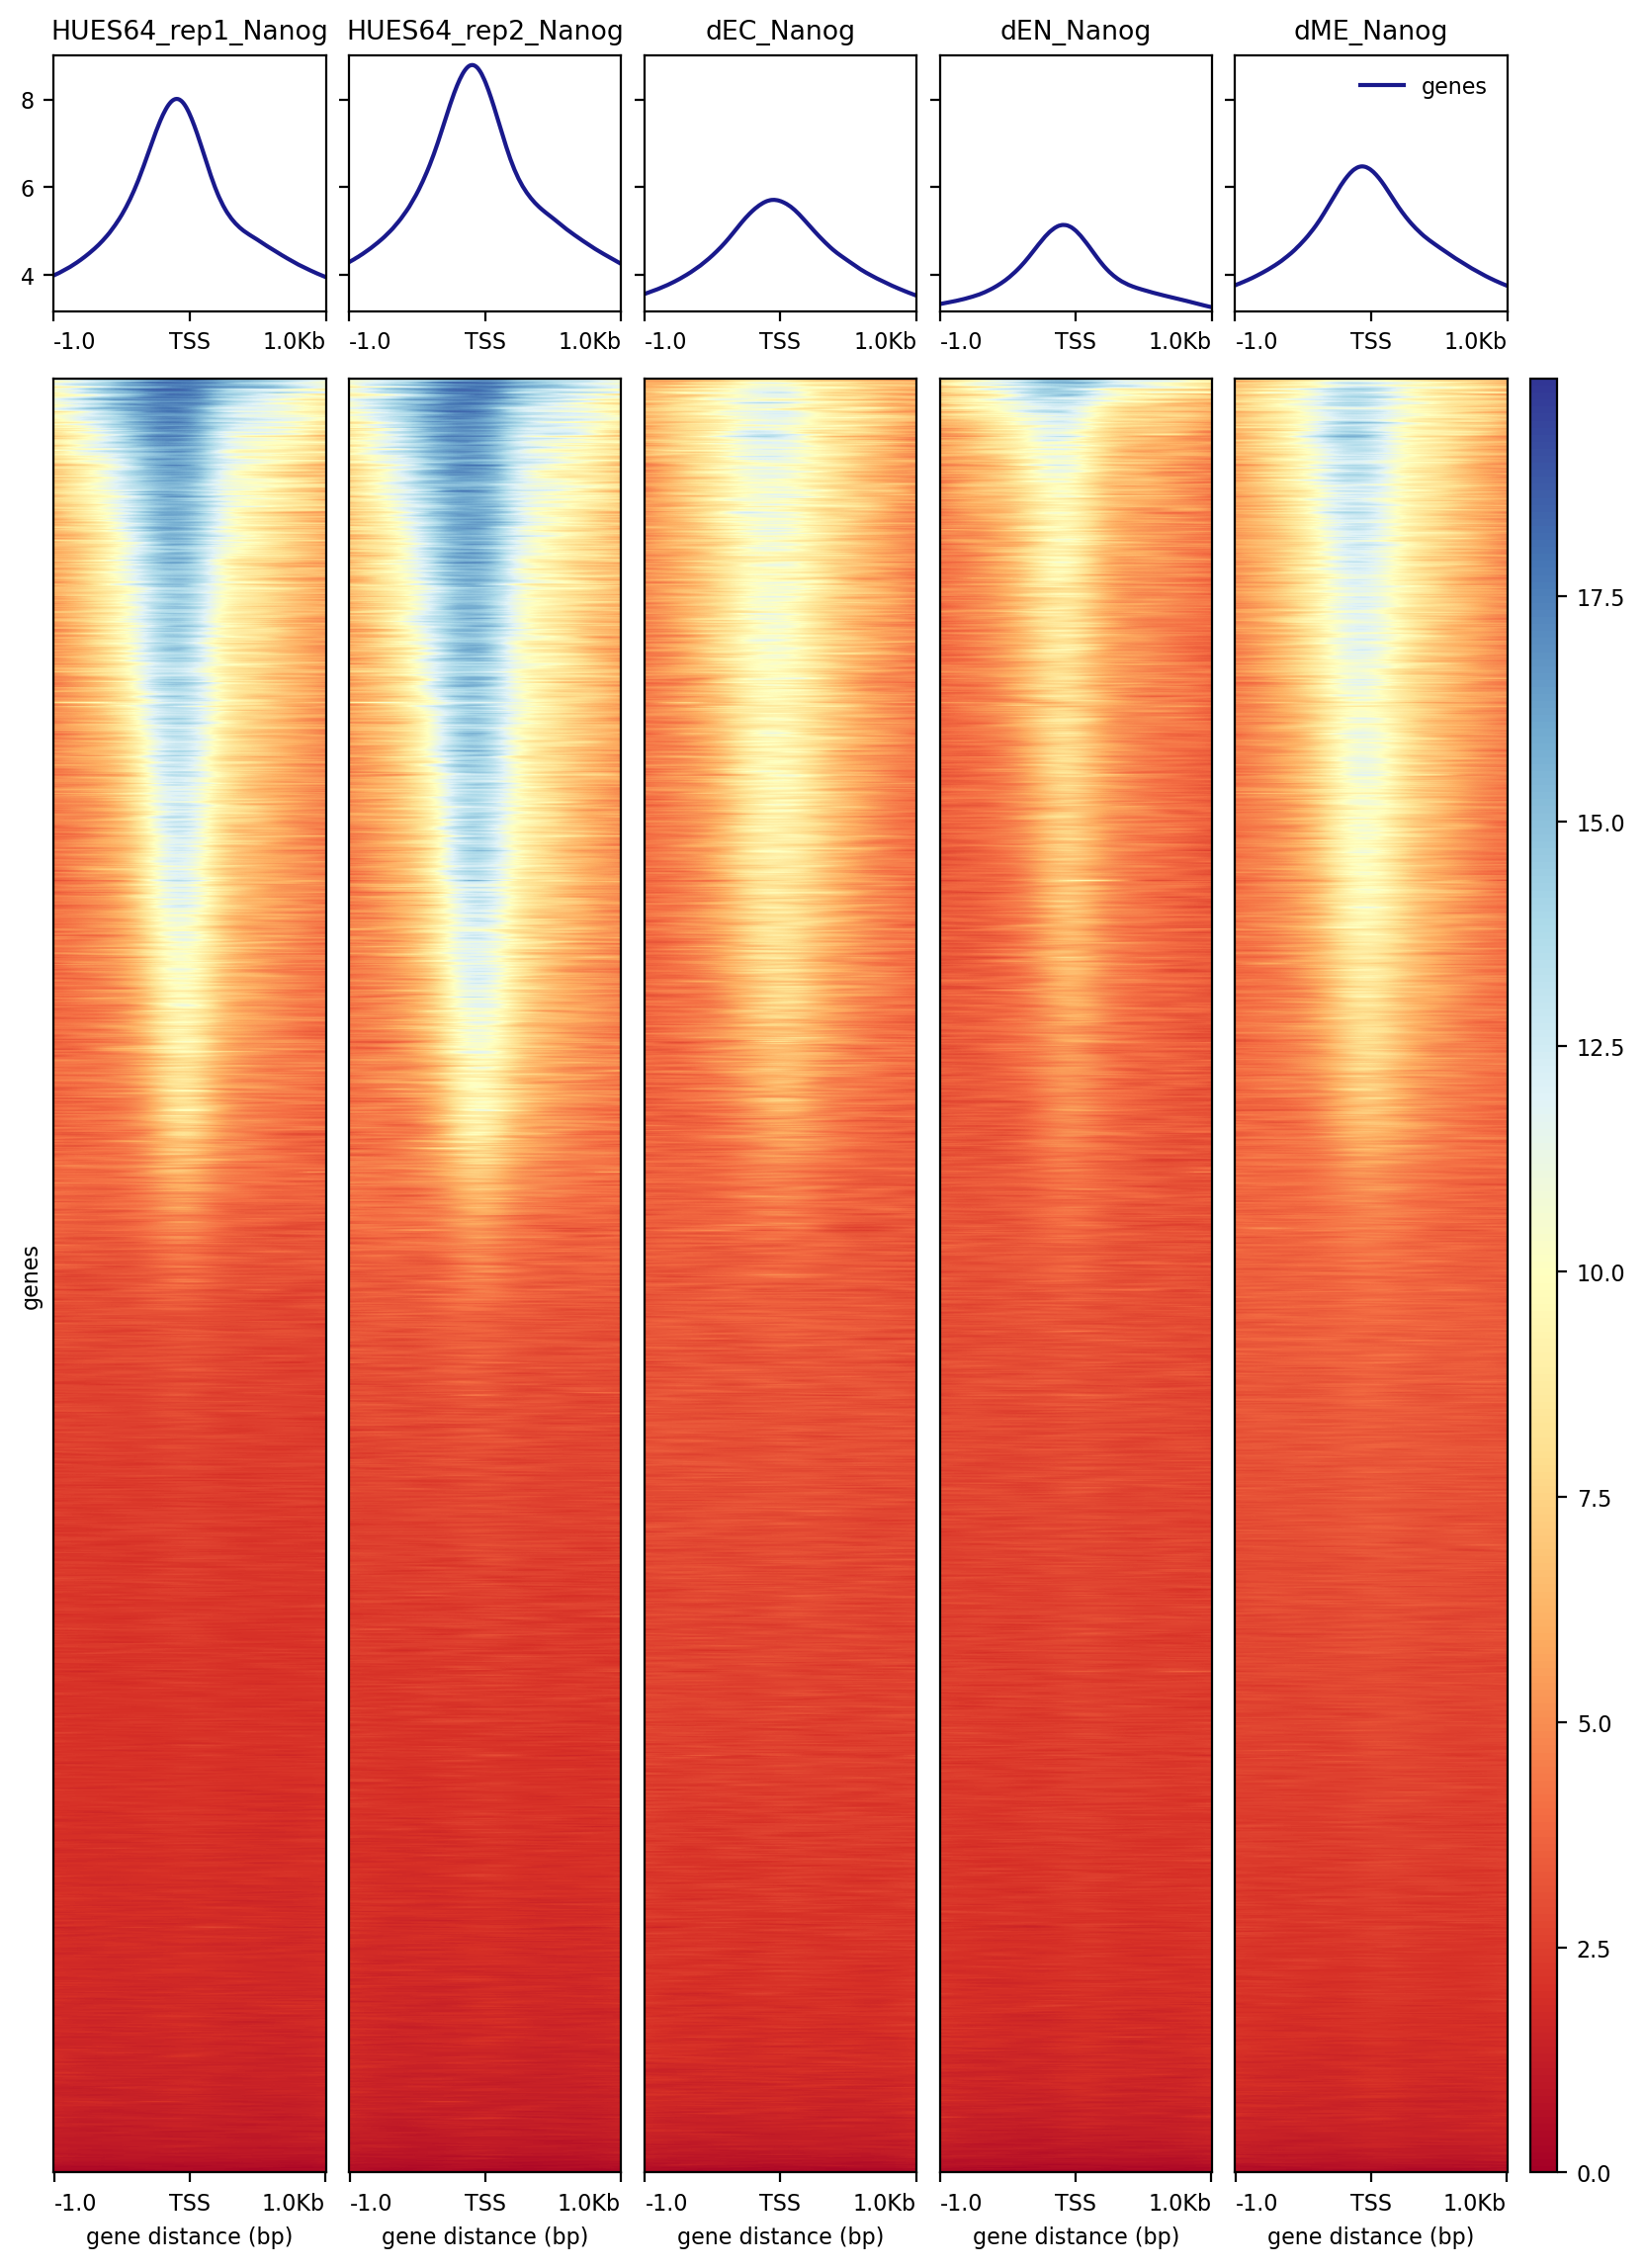 HUES64_rep1_Nanog HUES64_rep2_Nanog dEC_Nanog dEN_Nanog dME_Nanog
genes
8
6
4
-1.0 TSS 1.0Kb -1.0 TSS 1.0Kb -1.0 TSS 1.0Kb -1.0 TSS 1.0Kb -1.0 TSS 1.0Kb
genes
17.5
15.0
12.5
10.0
7.5
5.0
2.5
0.0
-1.0 TSS 1.0Kb -1.0 TSS 1.0Kb -1.0 TSS 1.0Kb -1.0 TSS 1.0Kb -1.0 TSS 1.0Kb
gene distance (bp) gene distance (bp) gene distance (bp) gene distance (bp) gene distance (bp)